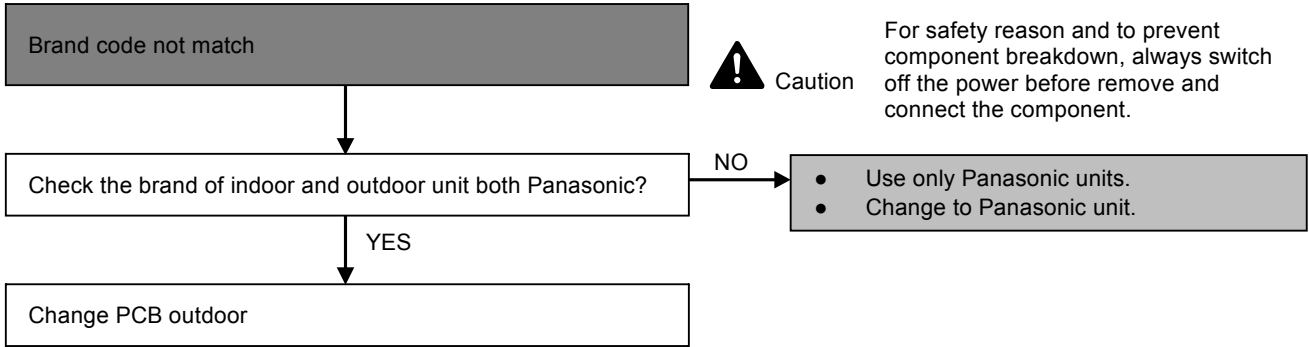 Brand code not match
Caution
For safety reason and to prevent
component breakdown, always switch
off the power before remove and
connect the component.
Check the brand of indoor and outdoor unit both Panasonic?
NO
● Use only Panasonic units.
● Change to Panasonic unit.
YES
Change PCB outdoor